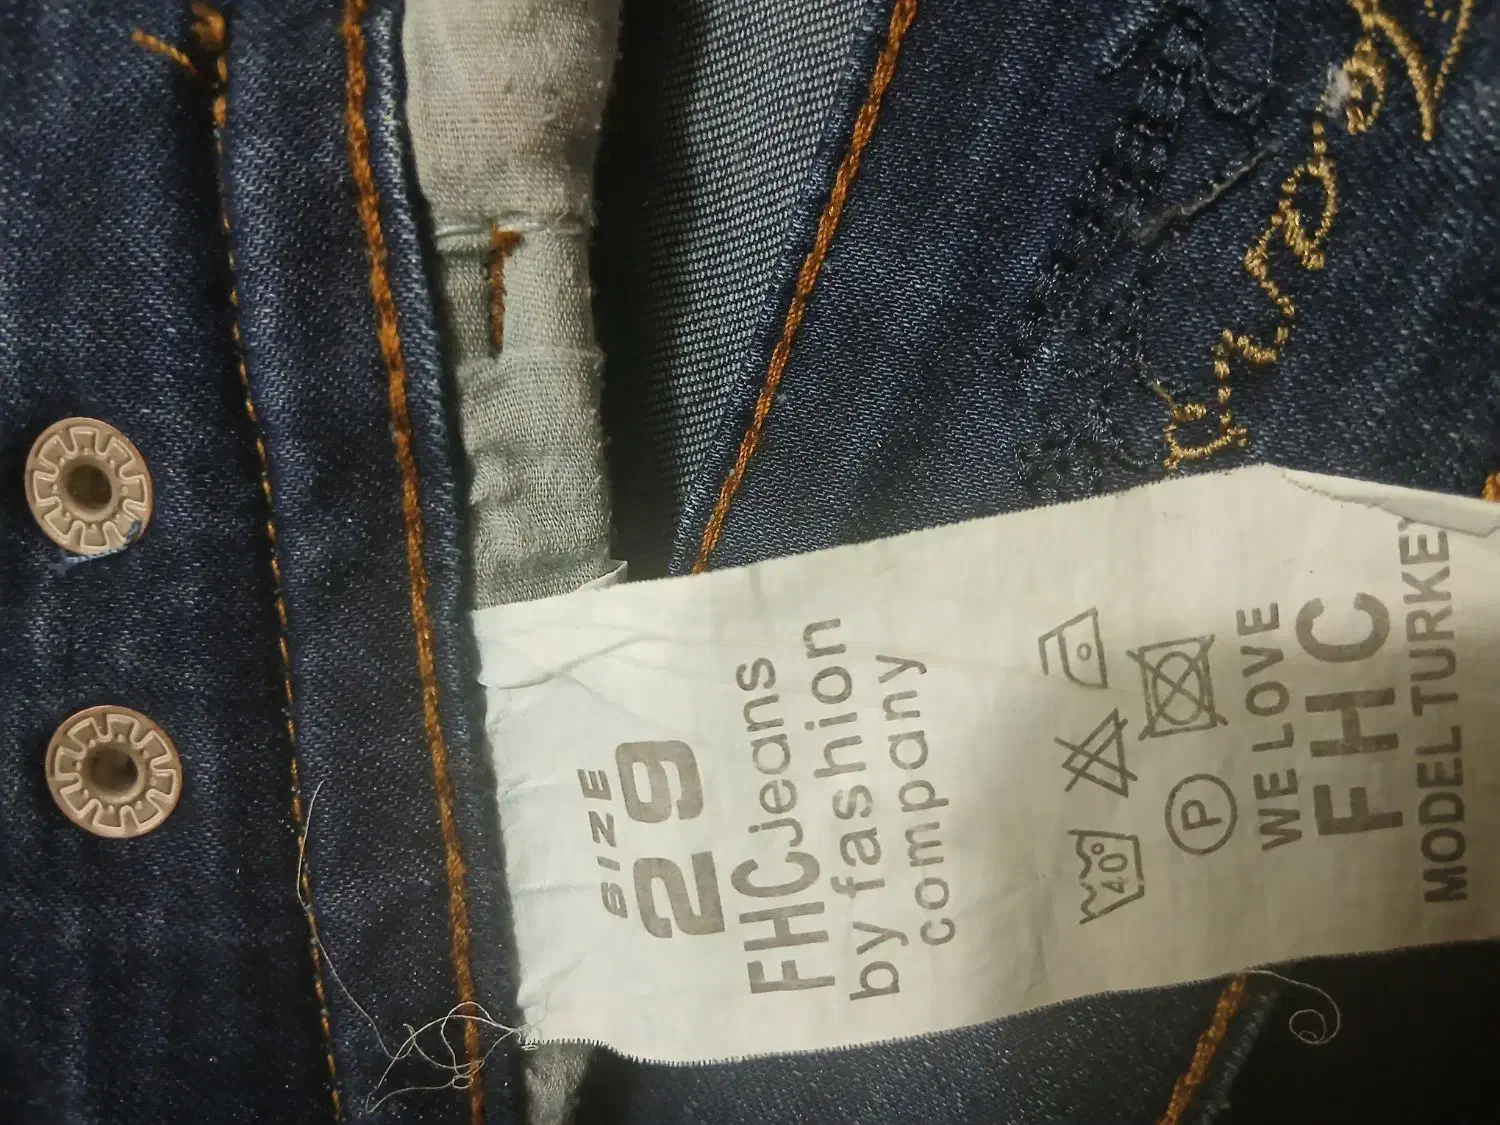 SIZE
29
FHCjeans
by fashion
company
40°
P
WE LOVE
FHC
MODEL TURKEY